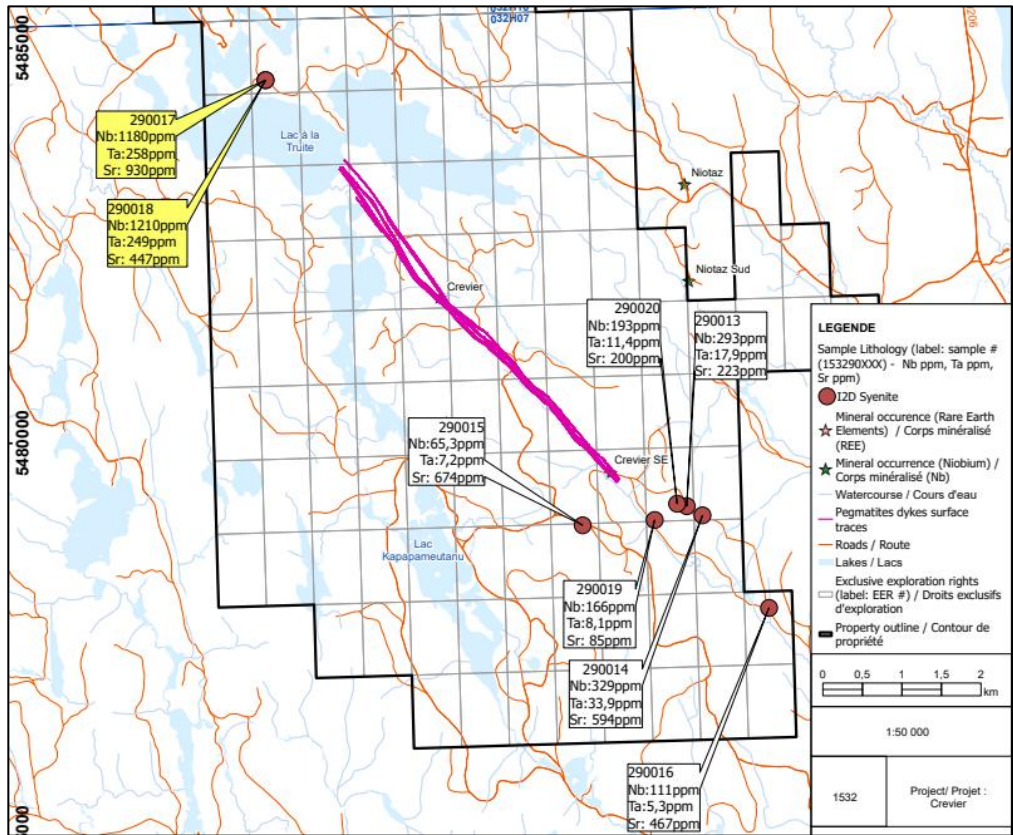 032H07
206
5488000
290017
Nb:1180ppm
Ta:258ppm
Sr: 930ppm
Lac à la
Truite
Niotaz
290018
Nb:1210ppm
Ta:249ppm
Sr: 447ppm
Niotaz Sud
Crevier
290020
Nb:193ppm
Ta:11,4ppm
Sr: 200ppm
290013
Nb:293ppm
Ta:17,9ppm
Sr: 223ppm
5480000
290015
Nb:65,3ppm
Ta:7,2ppm
Sr: 674ppm
Crevier SE
Lac
Kapapameutanu
290019
Nb:166ppm
Ta:8,1ppm
Sr: 85ppm
290014
Nb:329ppm
Ta:33,9ppm
Sr: 594ppm
290016
Nb:111ppm
Ta:5,3ppm
Sr: 467ppm
LEGENDE
Sample Lithology (label: sample #
(153290XXX) - Nb ppm, Ta ppm,
Sr ppm)
I2D Syenite
Mineral occurence (Rare Earth
Elements) / Corps minéralisé
(REE)
Mineral occurrence (Niobium) /
Corps minéralisé (Nb)
Watercourse / Cours d'eau
Pegmatites dykes surface
traces
Roads / Route
Lakes / Lacs
Exclusive exploration rights
(label: EER #) / Droits exclusifs
d'exploration
Property outline / Contour de
propriété
0 0,5 1 2
km
1:50 000
1532
Project/ Projet :
Crevier